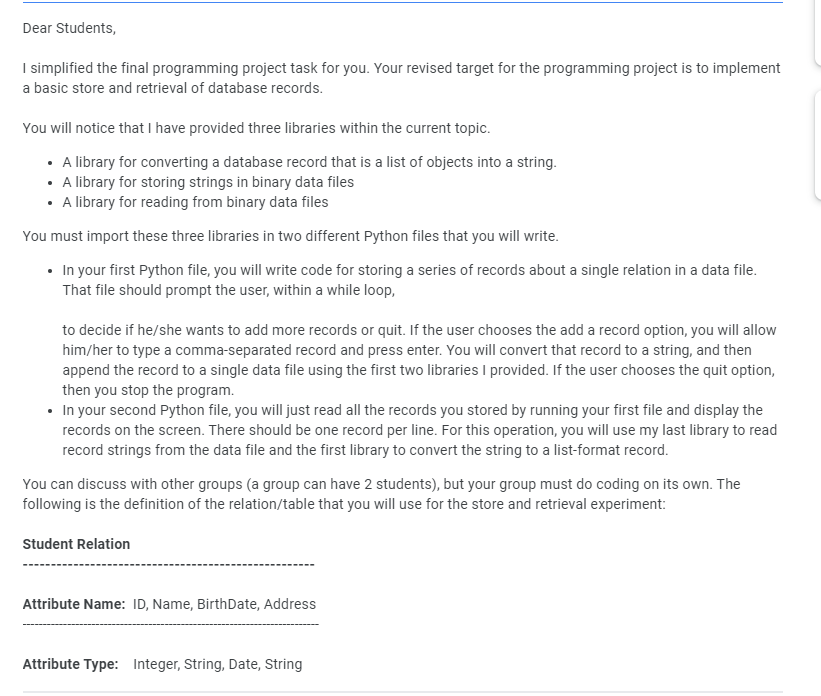 Dear Students,
I simplified the final programming project task for you. Your revised target for the programming project is to implement
a basic store and retrieval of database records.
You will notice that I have provided three libraries within the current topic.
• A library for converting a database record that is a list of objects into a string.
• A library for storing strings in binary data files
• A library for reading from binary data files
You must import these three libraries in two different Python files that you will write.
• In your first Python file, you will write code for storing a series of records about a single relation in a data file.
That file should prompt the user, within a while loop,
to decide if he/she wants to add more records or quit. If the user chooses the add a record option, you will allow
him/her to type a comma-separated record and press enter. You will convert that record to a string, and then
append the record to a single data file using the first two libraries I provided. If the user chooses the quit option,
then you stop the program.
• In your second Python file, you will just read all the records you stored by running your first file and display the
records on the screen. There should be one record per line. For this operation, you will use my last library to read
record strings from the data file and the first library to convert the string to a list-format record.
You can discuss with other groups (a group can have 2 students), but your group must do coding on its own. The
following is the definition of the relation/table that you will use for the store and retrieval experiment:
Student Relation
----------------------------------------------------
Attribute Name: ID, Name, BirthDate, Address
--------------------------------------------------------------------------
Attribute Type: Integer, String, Date, String